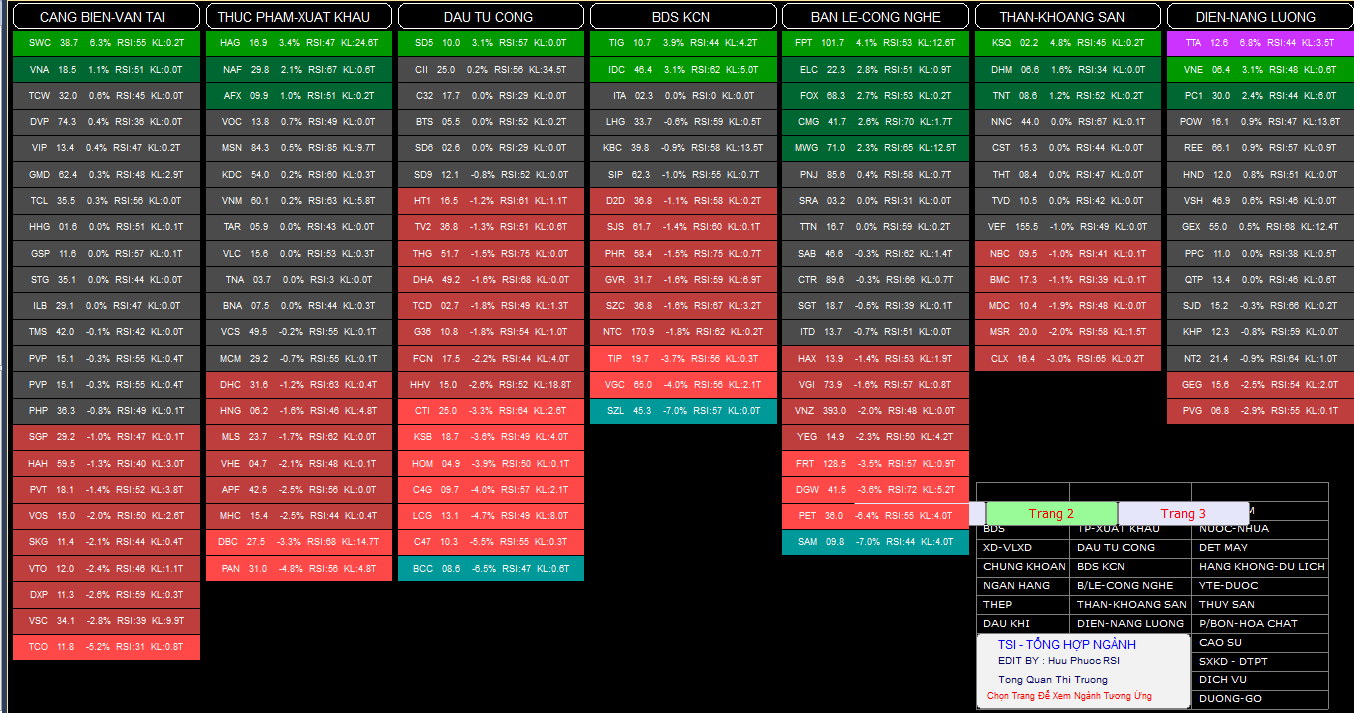 CANG BIEN-VAN TAI
SWC 38.7 6.3% RSI:55 KL:0.2T
VNA 18.5 1.1% RSI:51 KL:0.0T
TCW 32.0 0.6% RSI:45 KL:0.0T
DVP 74.3 0.4% RSI:36 KL:0.0T
VIP 13.4 0.4% RSI:47 KL:0.2T
GMD 62.4 0.3% RSI:48 KL:2.9T
TCL 35.5 0.3% RSI:56 KL:0.0T
HHG 01.6 0.0% RSI:51 KL:0.1T
GSP 11.6 0.0% RSI:57 KL:0.1T
STG 35.1 0.0% RSI:44 KL:0.0T
ILB 29.1 0.0% RSI:47 KL:0.0T
TMS 42.0 -0.1% RSI:42 KL:0.0T
PVP 15.1 -0.3% RSI:55 KL:0.4T
PVP 15.1 -0.3% RSI:55 KL:0.4T
PHP 36.3 -0.8% RSI:49 KL:0.1T
SGP 29.2 -1.0% RSI:47 KL:0.1T
HAH 59.5 -1.3% RSI:40 KL:3.0T
PVT 18.1 -1.4% RSI:52 KL:3.8T
VOS 15.0 -2.0% RSI:50 KL:2.6T
SKG 11.4 -2.1% RSI:44 KL:0.4T
VTO 12.0 -2.4% RSI:46 KL:1.1T
DXP 11.3 -2.6% RSI:59 KL:0.3T
VSC 34.1 -2.8% RSI:39 KL:9.9T
TCO 11.8 -5.2% RSI:31 KL:0.8T
THUC PHAM-XUAT KHAU
HAG 16.9 3.4% RSI:47 KL:24.6T
NAF 29.8 2.1% RSI:67 KL:0.6T
AFX 09.9 1.0% RSI:51 KL:0.2T
VOC 13.8 0.7% RSI:49 KL:0.0T
MSN 84.3 0.5% RSI:85 KL:9.7T
KDC 54.0 0.2% RSI:60 KL:0.3T
VNM 60.1 0.2% RSI:63 KL:5.8T
TAR 05.9 0.0% RSI:43 KL:0.0T
VLC 15.6 0.0% RSI:53 KL:0.3T
TNA 03.7 0.0% RSI:3 KL:0.0T
BNA 07.5 0.0% RSI:44 KL:0.3T
VCS 49.5 -0.2% RSI:55 KL:0.1T
MCM 29.2 -0.7% RSI:55 KL:0.1T
DHC 31.6 -1.2% RSI:63 KL:0.4T
HNG 06.2 -1.6% RSI:46 KL:4.8T
MLS 23.7 -1.7% RSI:62 KL:0.0T
VHE 04.7 -2.1% RSI:48 KL:0.1T
APF 42.5 -2.5% RSI:56 KL:0.0T
MHC 15.4 -2.5% RSI:44 KL:0.4T
DBC 27.5 -3.3% RSI:68 KL:14.7T
PAN 31.0 -4.8% RSI:56 KL:4.8T
DAU TU CONG
SD5 10.0 3.1% RSI:57 KL:0.0T
CII 25.0 0.2% RSI:56 KL:34.5T
C32 17.7 0.0% RSI:29 KL:0.0T
BTS 05.5 0.0% RSI:52 KL:0.2T
SD6 02.6 0.0% RSI:29 KL:0.0T
SD9 12.1 -0.8% RSI:52 KL:0.0T
HT1 16.5 -1.2% RSI:61 KL:1.1T
TV2 36.8 -1.3% RSI:51 KL:0.6T
THG 51.7 -1.5% RSI:75 KL:0.0T
DHA 49.2 -1.6% RSI:68 KL:0.0T
TCD 02.7 -1.8% RSI:49 KL:1.3T
G36 10.8 -1.8% RSI:54 KL:1.0T
FCN 17.5 -2.2% RSI:44 KL:4.0T
HHV 15.0 -2.6% RSI:52 KL:18.8T
CTI 25.0 -3.3% RSI:64 KL:2.6T
KSB 18.7 -3.6% RSI:49 KL:4.0T
HOM 04.9 -3.9% RSI:50 KL:0.1T
C4G 09.7 -4.0% RSI:57 KL:2.1T
LCG 13.1 -4.7% RSI:49 KL:8.0T
C47 10.3 -5.5% RSI:55 KL:0.3T
BCC 08.6 -6.5% RSI:47 KL:0.6T
BDS KCN
TIG 10.7 3.9% RSI:44 KL:4.2T
IDC 46.4 3.1% RSI:62 KL:5.0T
ITA 02.3 0.0% RSI:0 KL:0.0T
LHG 33.7 -0.6% RSI:59 KL:0.5T
KBC 39.8 -0.9% RSI:58 KL:13.5T
SIP 62.3 -1.0% RSI:55 KL:0.7T
D2D 36.8 -1.1% RSI:58 KL:0.2T
SJS 61.7 -1.4% RSI:60 KL:0.1T
PHR 58.4 -1.5% RSI:75 KL:0.7T
GVR 31.7 -1.6% RSI:59 KL:6.9T
SZC 36.8 -1.6% RSI:67 KL:3.2T
NTC 170.9 -1.8% RSI:62 KL:0.2T
TIP 19.7 -3.7% RSI:56 KL:0.3T
VGC 65.0 -4.0% RSI:56 KL:2.1T
SZL 45.3 -7.0% RSI:57 KL:0.0T
BAN LE-CONG NGHE
FPT 101.7 4.1% RSI:53 KL:12.6T
ELC 22.3 2.8% RSI:51 KL:0.9T
FOX 68.3 2.7% RSI:53 KL:0.2T
CMG 41.7 2.6% RSI:70 KL:1.7T
MWG 71.0 2.3% RSI:65 KL:12.5T
PNJ 85.6 0.4% RSI:58 KL:0.7T
SRA 03.2 0.0% RSI:31 KL:0.0T
TTN 16.7 0.0% RSI:59 KL:0.2T
SAB 46.6 -0.3% RSI:62 KL:1.4T
CTR 89.6 -0.3% RSI:66 KL:0.7T
SGT 18.7 -0.5% RSI:39 KL:0.1T
ITD 13.7 -0.7% RSI:51 KL:0.0T
HAX 13.9 -1.4% RSI:53 KL:1.9T
VGI 73.9 -1.6% RSI:57 KL:0.8T
VNZ 393.0 -2.0% RSI:48 KL:0.0T
YEG 14.9 -2.3% RSI:50 KL:4.2T
FRT 128.5 -3.5% RSI:57 KL:0.9T
DGW 41.5 -3.6% RSI:72 KL:5.2T
PET 36.0 -6.4% RSI:55 KL:4.0T
SAM 09.8 -7.0% RSI:44 KL:4.0T
THAN-KHOANG SAN
KSQ 02.2 4.8% RSI:45 KL:0.2T
DHM 06.6 1.6% RSI:34 KL:0.0T
TNT 08.6 1.2% RSI:52 KL:0.2T
NNC 44.0 0.0% RSI:67 KL:0.1T
CST 15.3 0.0% RSI:44 KL:0.0T
THT 08.4 0.0% RSI:47 KL:0.0T
TVD 10.5 0.0% RSI:42 KL:0.0T
VEF 155.5 -1.0% RSI:49 KL:0.0T
NBC 09.5 -1.0% RSI:41 KL:0.1T
BMC 17.3 -1.1% RSI:39 KL:0.1T
MDC 10.4 -1.9% RSI:48 KL:0.0T
MSR 20.0 -2.0% RSI:58 KL:1.5T
CLX 16.4 -3.0% RSI:65 KL:0.2T
DIEN-NANG LUONG
TTA 12.6 6.8% RSI:44 KL:3.5T
VNE 06.4 3.1% RSI:48 KL:0.6T
PC1 30.0 2.4% RSI:44 KL:6.0T
POW 16.1 0.9% RSI:47 KL:13.6T
REE 66.1 0.9% RSI:57 KL:0.9T
HND 12.0 0.8% RSI:51 KL:0.0T
VSH 46.9 0.6% RSI:46 KL:0.0T
GEX 55.0 0.5% RSI:68 KL:12.4T
PPC 11.0 0.0% RSI:38 KL:0.5T
QTP 13.4 0.0% RSI:46 KL:0.6T
SJD 15.2 -0.3% RSI:66 KL:0.2T
KHP 12.3 -0.8% RSI:59 KL:0.0T
NT2 21.4 -0.9% RSI:64 KL:1.0T
GEG 15.6 -2.5% RSI:54 KL:2.0T
PVG 06.8 -2.9% RSI:55 KL:0.1T
Trang 2 Trang 3
BDS TP-XUAT KHAU NUOC-NHUA
XD-VLXD DAU TU CONG DET MAY
CHUNG KHOAN BDS KCN HANG KHONG-DU LICH
NGAN HANG B/LE-CONG NGHE YTE-DUOC
THEP THAN-KHOANG SAN THUY SAN
DAU KHI DIEN-NANG LUONG P/BON-HOA CHAT
CAO SU
SXKD - DTPT
DICH VU
DUONG-GO
TSI - TỔNG HỢP NGÀNH
EDIT BY : Huu Phuoc RSI
Tong Quan Thi Truong
Chọn Trang Để Xem Ngành Tương Ứng